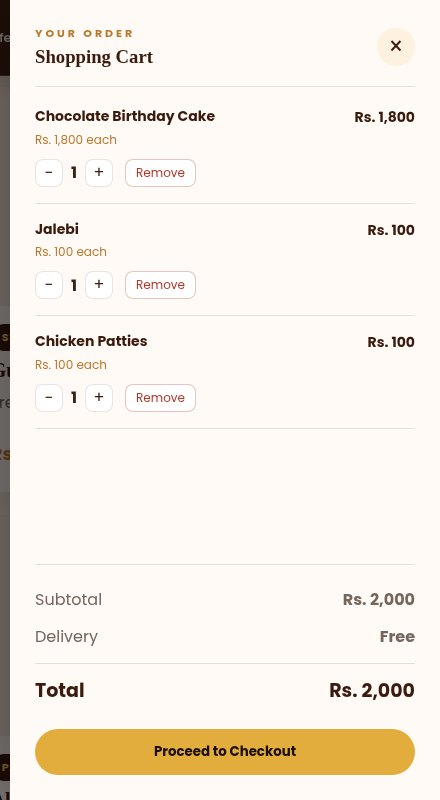 YOUR ORDER
Shopping Cart
×
Chocolate Birthday Cake Rs. 1,800
Rs. 1,800 each
- 1 + Remove
Jalebi Rs. 100
Rs. 100 each
- 1 + Remove
Chicken Patties Rs. 100
Rs. 100 each
- 1 + Remove
Subtotal Rs. 2,000
Delivery Free
Total Rs. 2,000
Proceed to Checkout